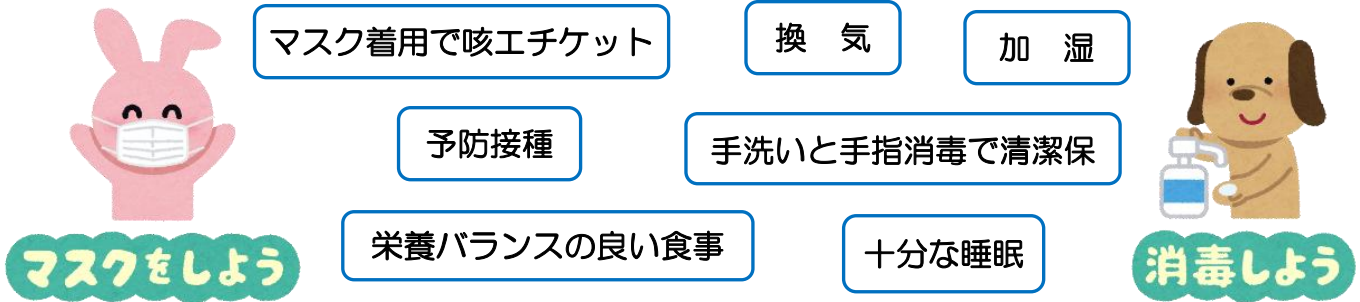 マスク着用で咳エチケット
換　気
加　湿
予防接種
手洗いと手指消毒で清潔保
栄養バランスの良い食事
十分な睡眠
マスクをしよう
消毒しよう